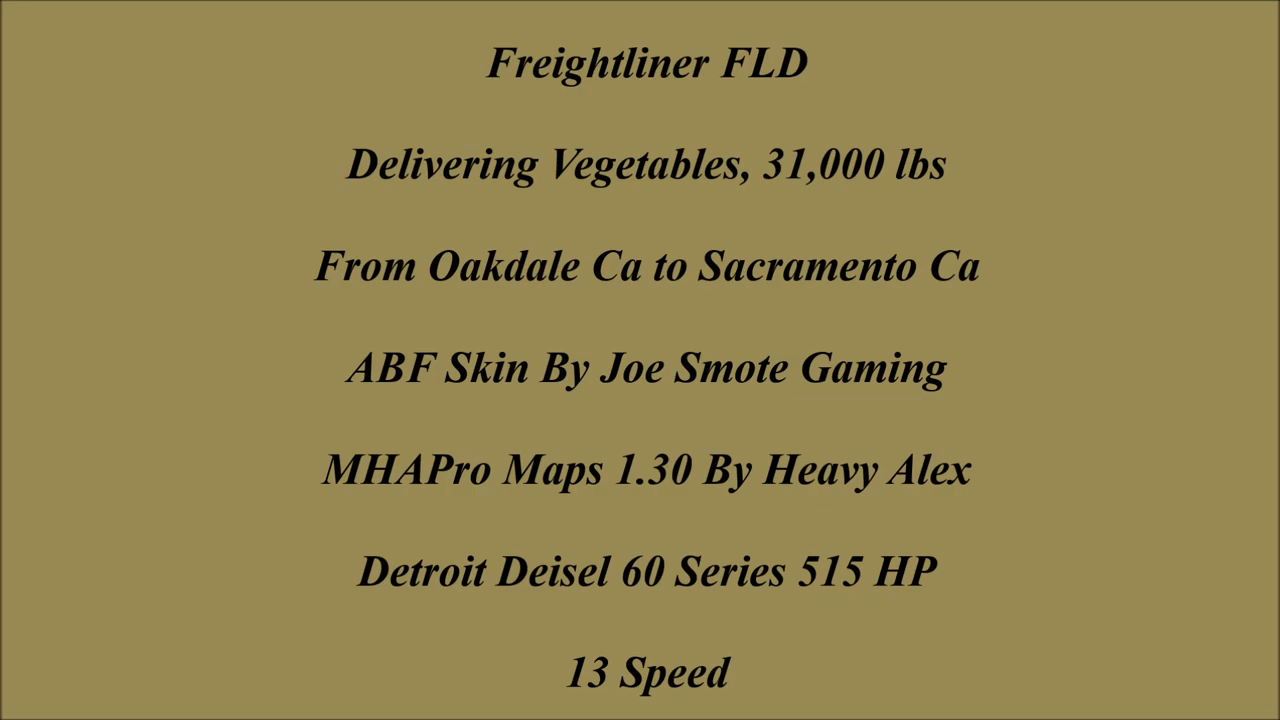 Freightliner FLD
Delivering Vegetables, 31,000 lbs
From Oakdale Ca to Sacramento Ca
ABF Skin By Joe Smote Gaming
MHAPro Maps 1.30 By Heavy Alex
Detroit Deisel 60 Series 515 HP
13 Speed